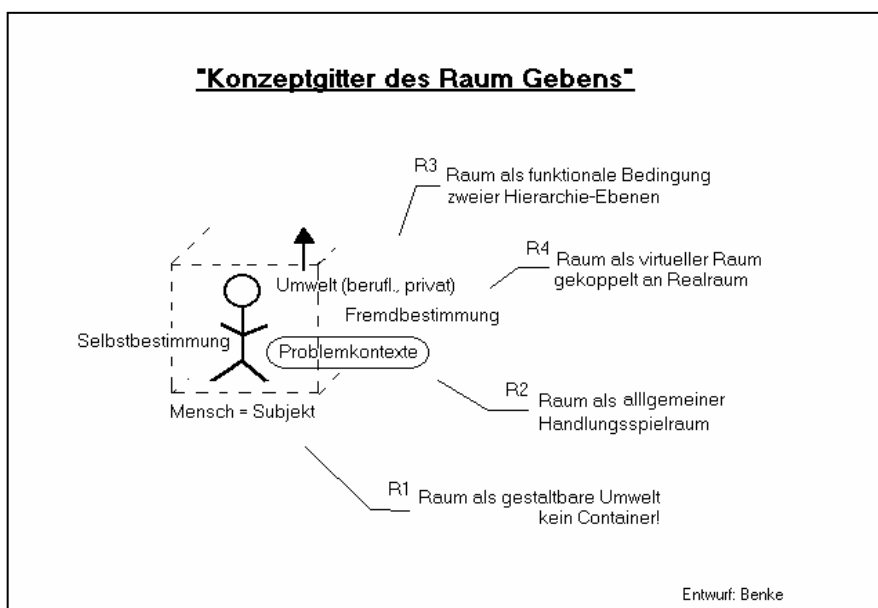 "Konzeptgitter des Raum Gebens"
R3
Raum als funktionale Bedingung
zweier Hierarchie-Ebenen
R4
Raum als virtueller Raum
gekoppelt an Realraum
Umwelt (berufl., privat)
Fremdbestimmung
Selbstbestimmung
Problemkontexte
Mensch = Subjekt
R2
Raum als alllgemeiner
Handlungsspielraum
R1
Raum als gestaltbare Umwelt
kein Container!
Entwurf: Benke